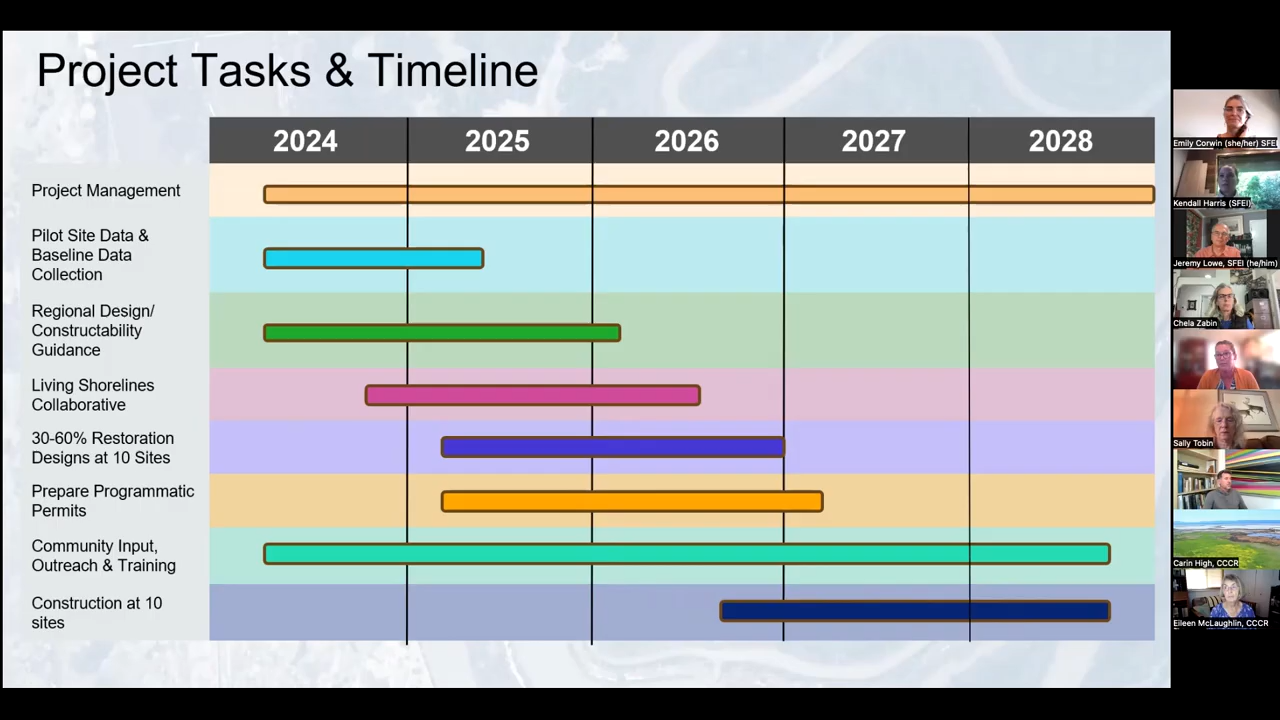 Project Tasks & Timeline
2024 2025 2026 2027 2028
Project Management
Pilot Site Data &
Baseline Data
Collection
Regional Design/
Constructability
Guidance
Living Shorelines
Collaborative
30-60% Restoration
Designs at 10 Sites
Prepare Programmatic
Permits
Community Input,
Outreach & Training
Construction at 10
sites
Emily Corwin (she/her) SFEI
Kendall Harris (SFEI)
Jeremy Lowe, SFEI (he/him)
Chela Zabin
Sally Tobin
Carin High, CCCR
Eileen McLaughlin, CCCR